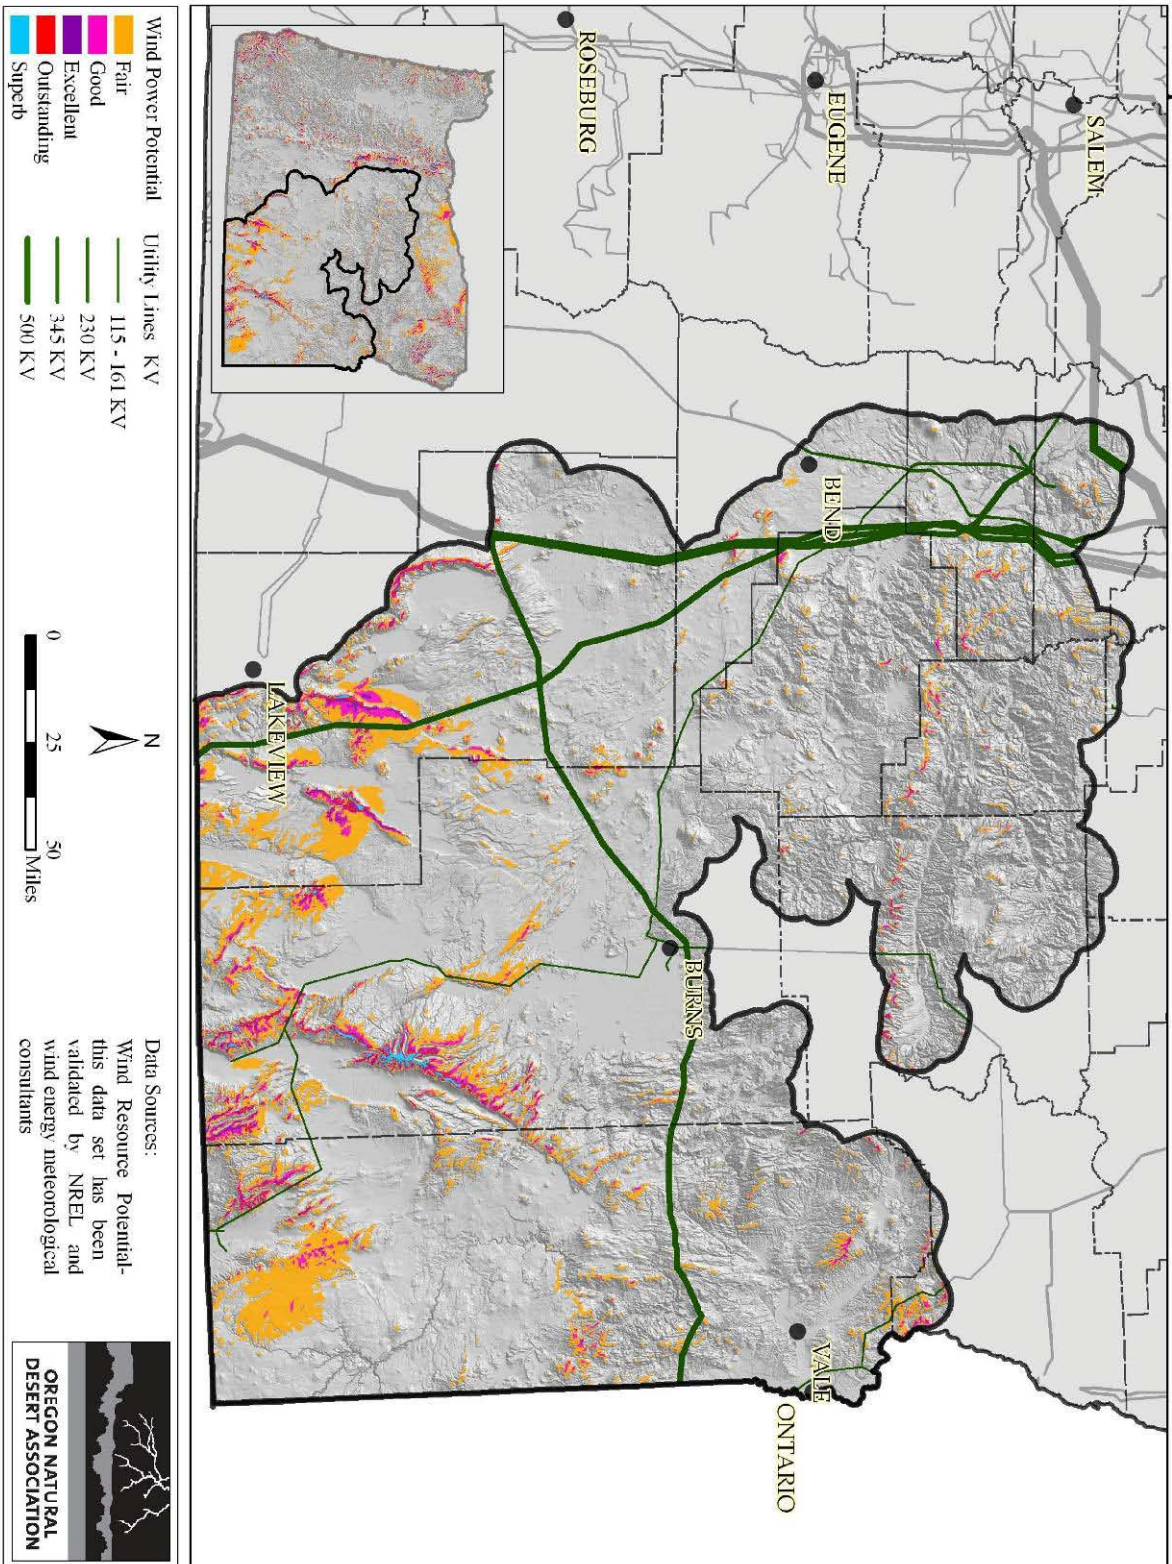 SALEM
EUGENE
ROSEBURG
BEND
BURNS
VALE
ONTARIO
LAKEVIEW
Wind Power Potential
Fair
Good
Excellent
Outstanding
Superb
Utility Lines KV
115 - 161 KV
230 KV
345 KV
500 KV
N
0 25 50
Miles
Data Sources:
Wind Resource Potential-
this data set has been
validated by NREL and
wind energy meteorological
consultants
OREGON NATURAL
DESERT ASSOCIATION